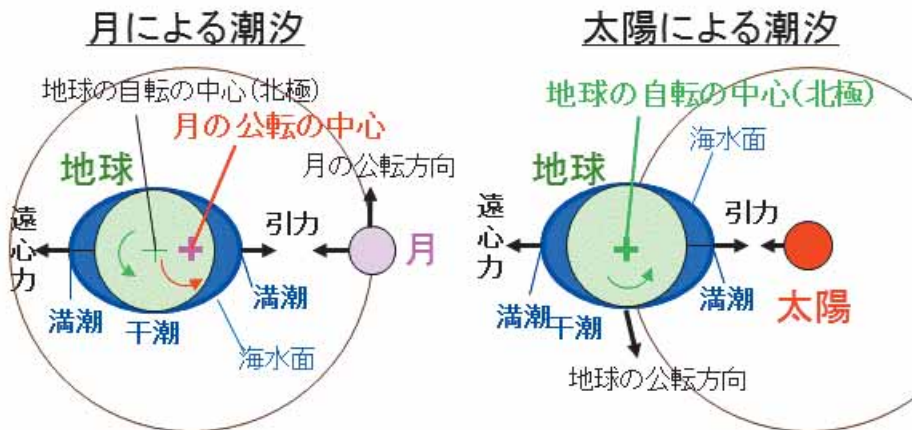 月による潮汐
地球の自転の中心(北極)
月の公転の中心
地球
月の公転方向
遠心力
引力
月
満潮
満潮
干潮
海水面
太陽による潮汐
地球の自転の中心(北極)
海水面
地球
遠心力
引力
満潮
満潮
干潮
太陽
地球の公転方向